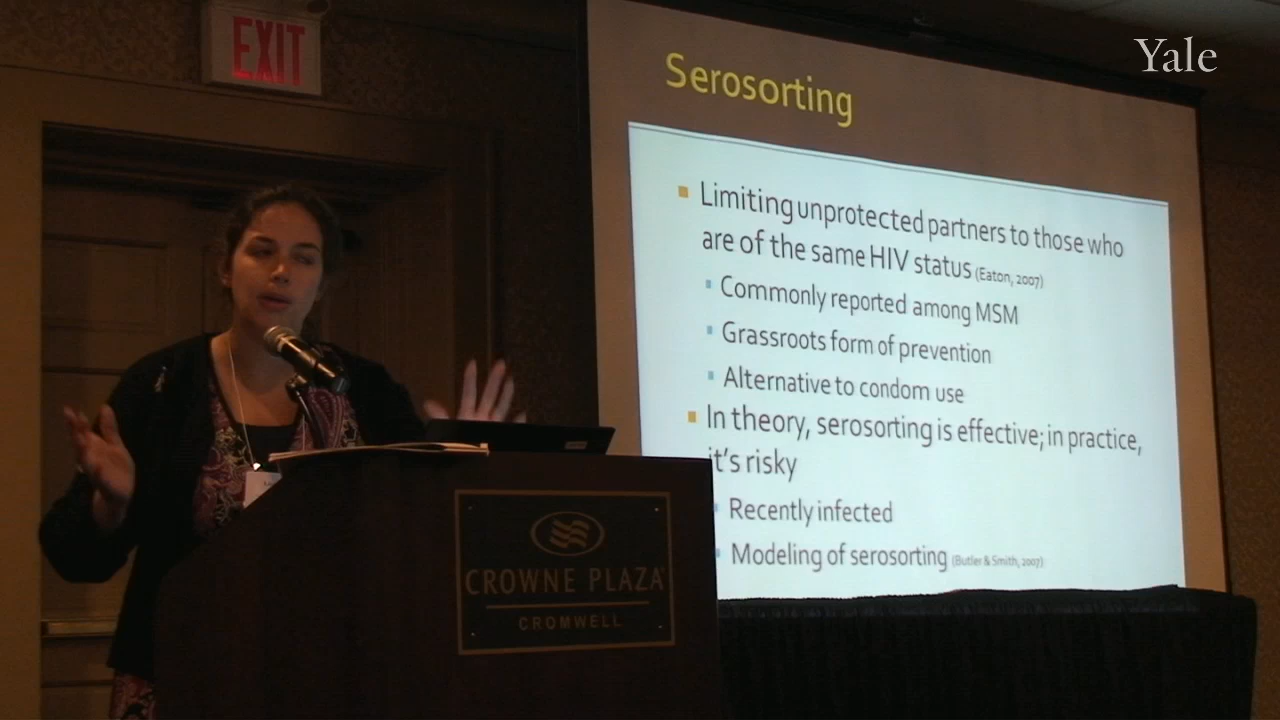 EXIT
Yale
Serosorting
Limiting unprotected partners to those who
are of the same HIV status (Eaton, 2007)
Commonly reported among MSM
Grassroots form of prevention
Alternative to condom use
In theory, serosorting is effective; in practice,
it's risky
Recently infected
Modeling of serosorting (Butler & Smith, 2007)
CROWNE PLAZA
CROMWELL